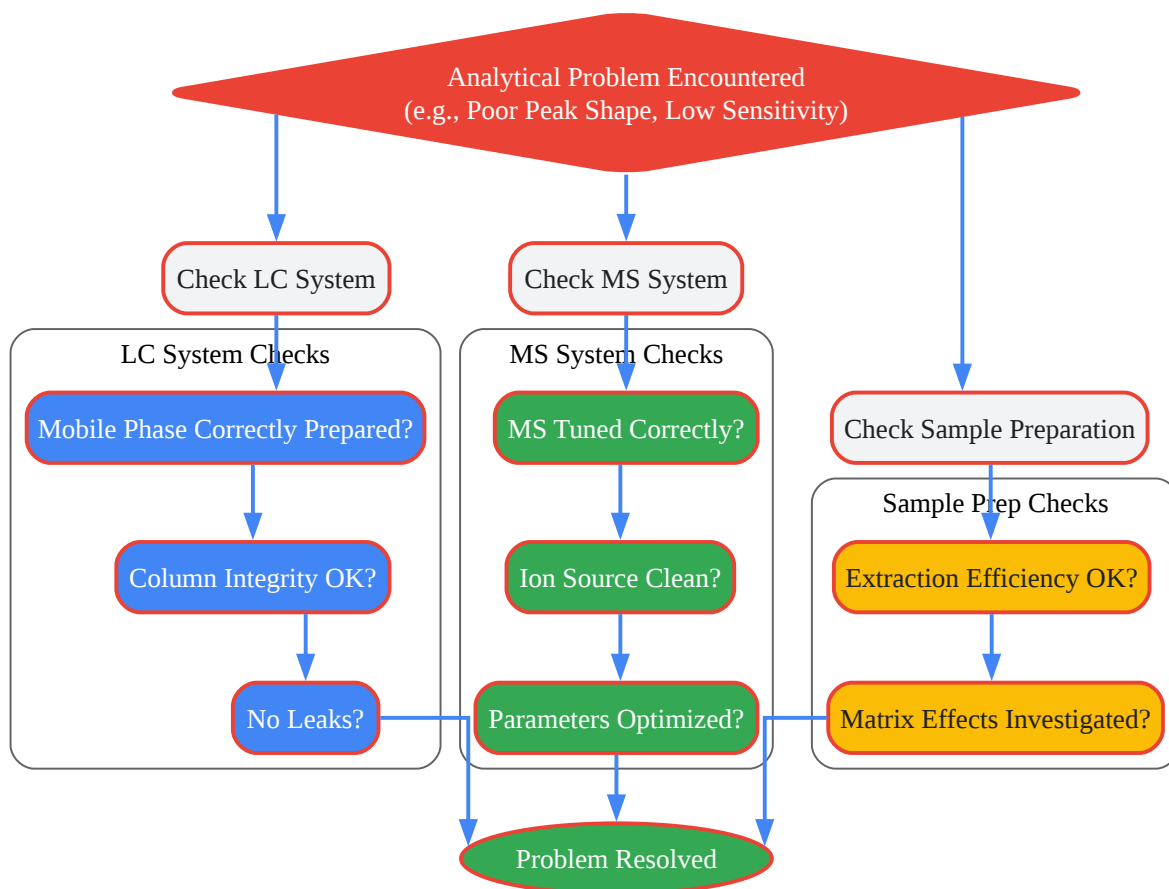 Analytical Problem Encountered
(e.g., Poor Peak Shape, Low Sensitivity)
Check LC System
Check MS System
LC System Checks
MS System Checks
Mobile Phase Correctly Prepared?
MS Tuned Correctly?
Check Sample Preparation
Sample Prep Checks
Column Integrity OK?
Ion Source Clean?
Extraction Efficiency OK?
No Leaks?
Parameters Optimized?
Matrix Effects Investigated?
Problem Resolved